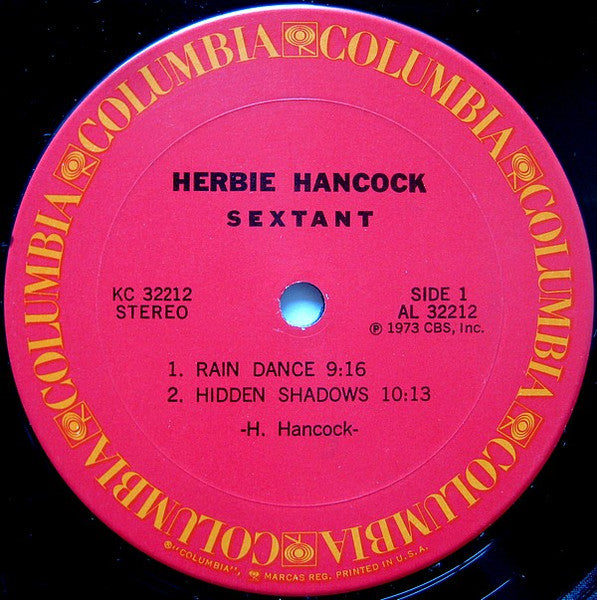 COLUMBIA COLUMBIA COLUMBIA COLUMBIA COLUMBIA COLUMBIA
HERBIE HANCOCK
SEXTANT
KC 32212
STEREO
SIDE 1
AL 32212
℗ 1973 CBS, Inc.
1. RAIN DANCE 9:16
2. HIDDEN SHADOWS 10:13
-H. Hancock-
®"COLUMBIA", MARCAS REG. PRINTED IN U.S.A.